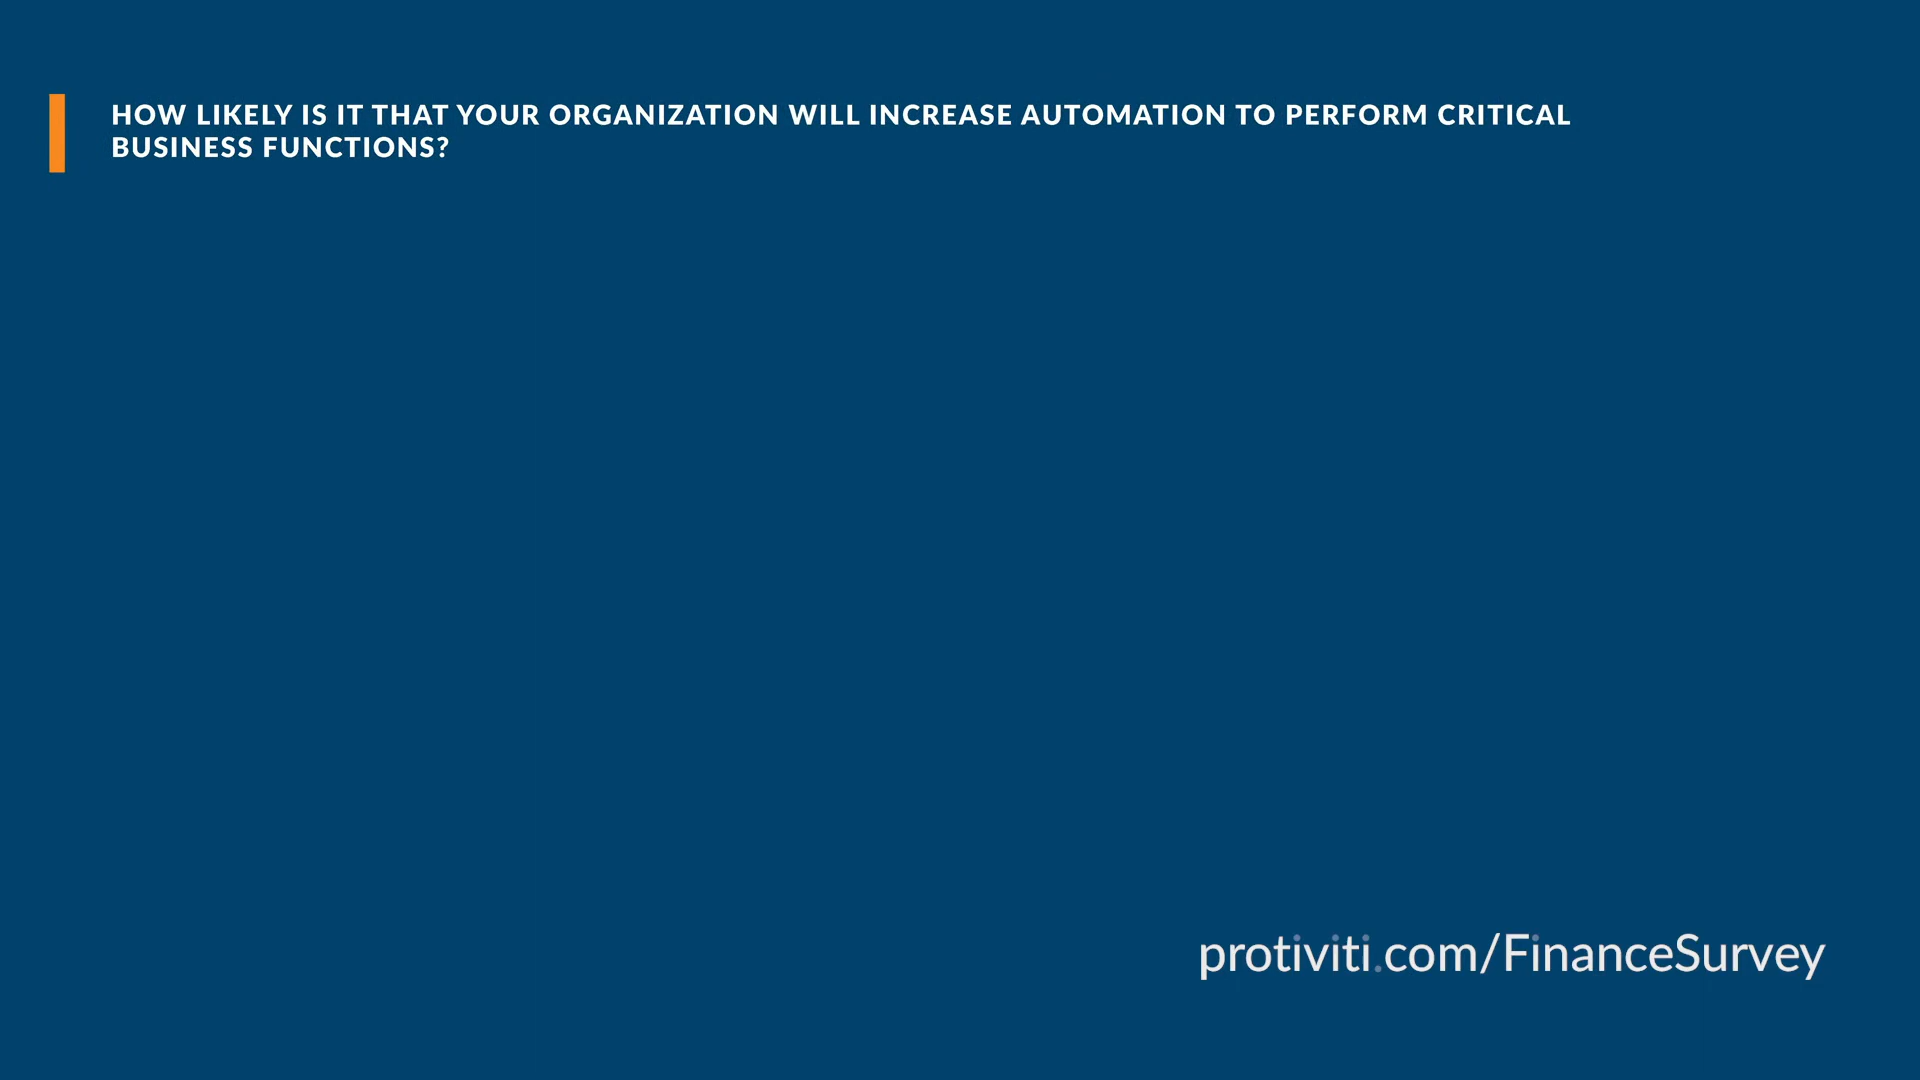 HOW LIKELY IS IT THAT YOUR ORGANIZATION WILL INCREASE AUTOMATION TO PERFORM CRITICAL
BUSINESS FUNCTIONS?
protiviti.com/FinanceSurvey